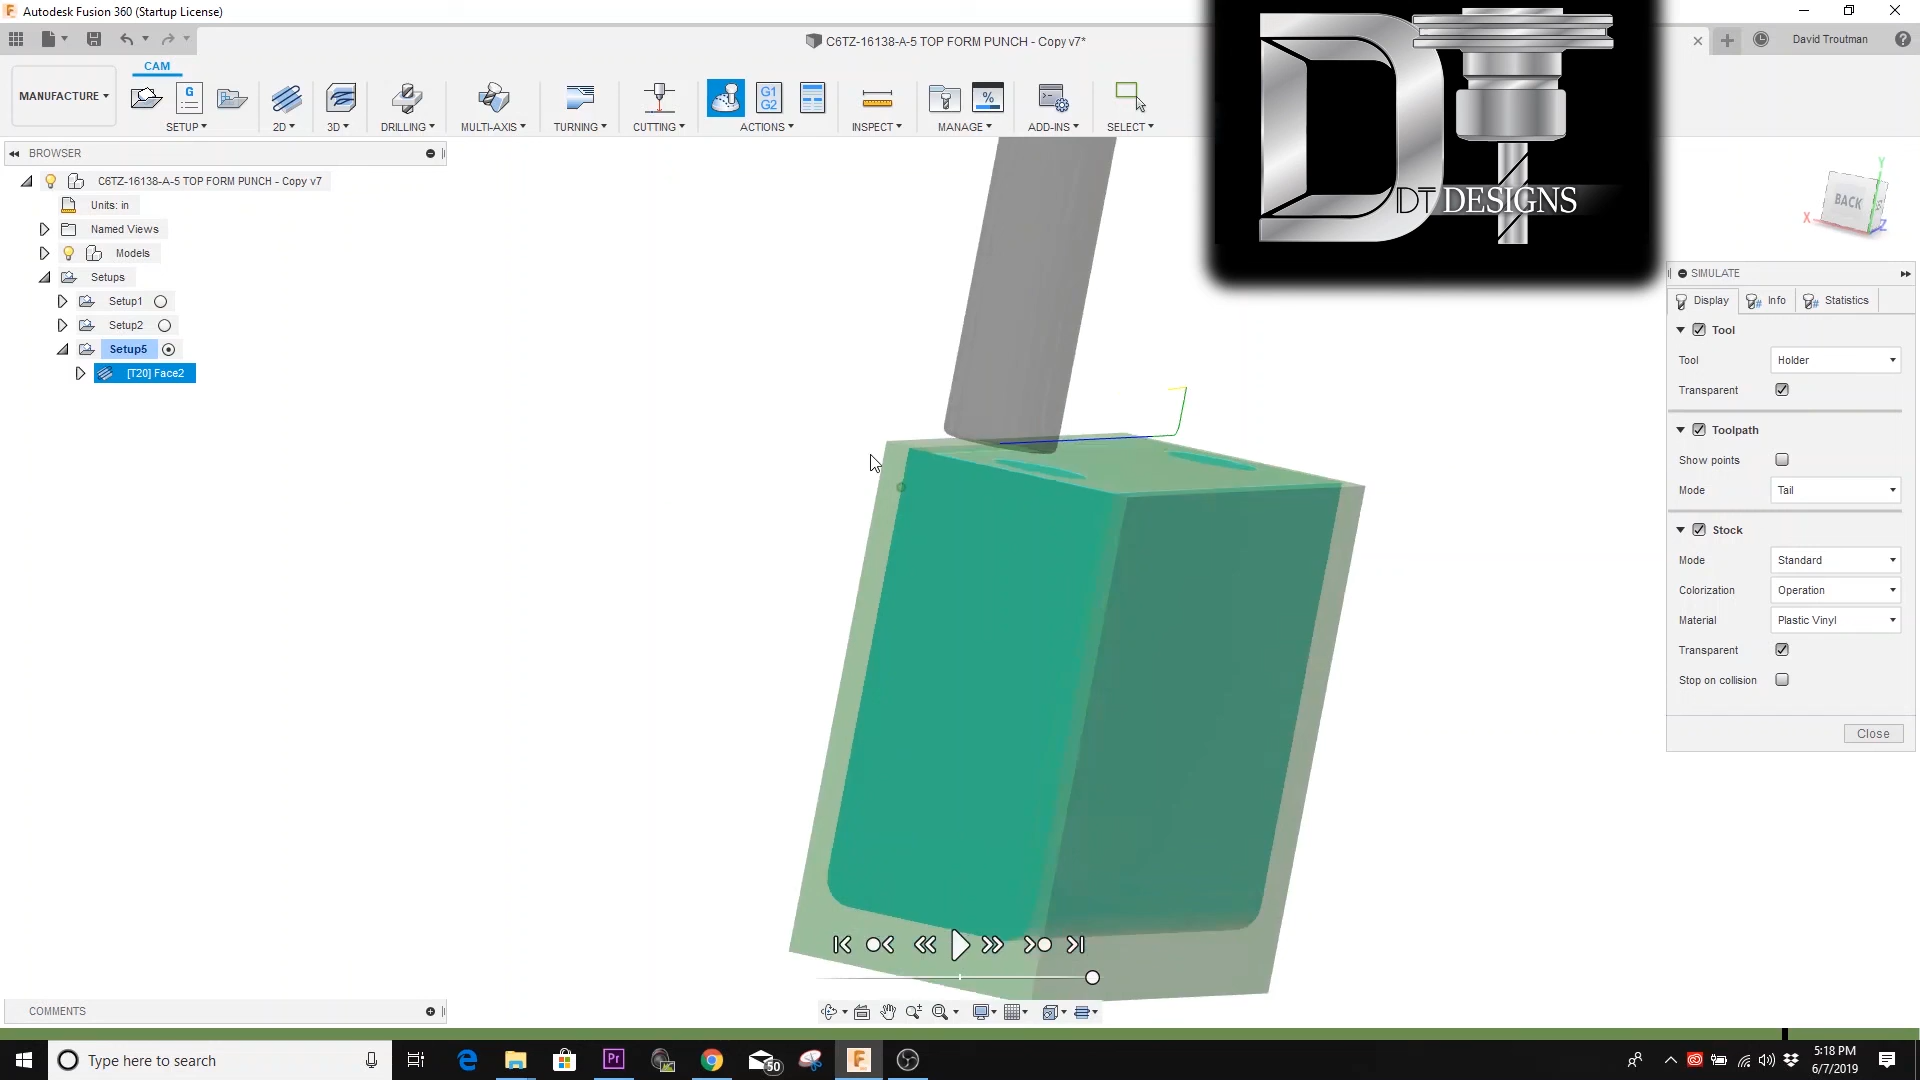 Autodesk Fusion 360 (Startup License)
C6TZ-16138-A-5 TOP FORM PUNCH - Copy v7*
David Troutman
MANUFACTURE
CAM
G
G1
G2
%
SETUP
2D
3D
DRILLING
MULTI-AXIS
TURNING
CUTTING
ACTIONS
INSPECT
MANAGE
ADD-INS
SELECT
DT DESIGNS
BROWSER
C6TZ-16138-A-5 TOP FORM PUNCH - Copy v7
Units: in
Named Views
Models
Setups
Setup1
Setup2
Setup5
[T20] Face2
Y
BACK
X
Z
SIMULATE
Display
Info
Statistics
Tool
Tool
Holder
Transparent
Toolpath
Show points
Mode
Tail
Stock
Mode
Standard
Colorization
Operation
Material
Plastic Vinyl
Transparent
Stop on collision
Close
COMMENTS
Type here to search
Pr
50
F
5:18 PM
6/7/2019